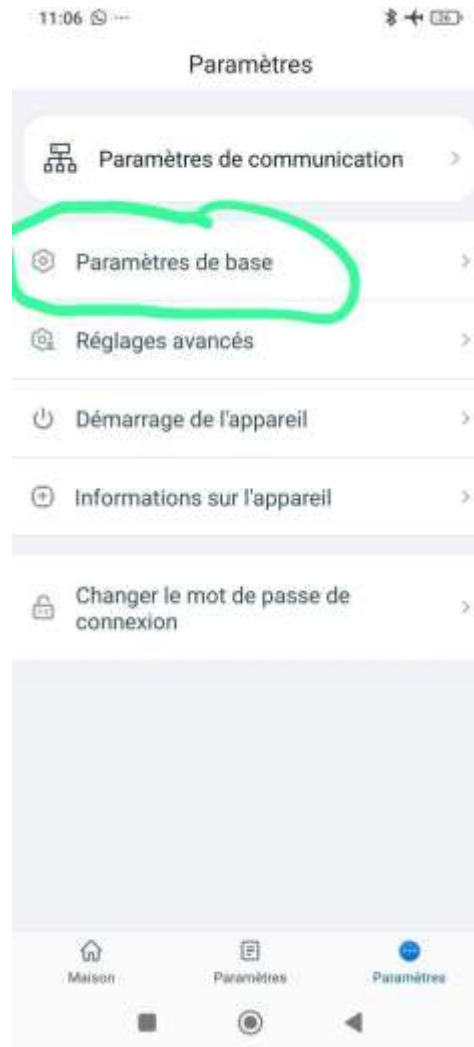 11:06 ...
36
Paramètres
Paramètres de communication
Paramètres de base
Réglages avancés
Démarrage de l'appareil
Informations sur l'appareil
Changer le mot de passe de
connexion
Maison
Paramètres
Paramètres